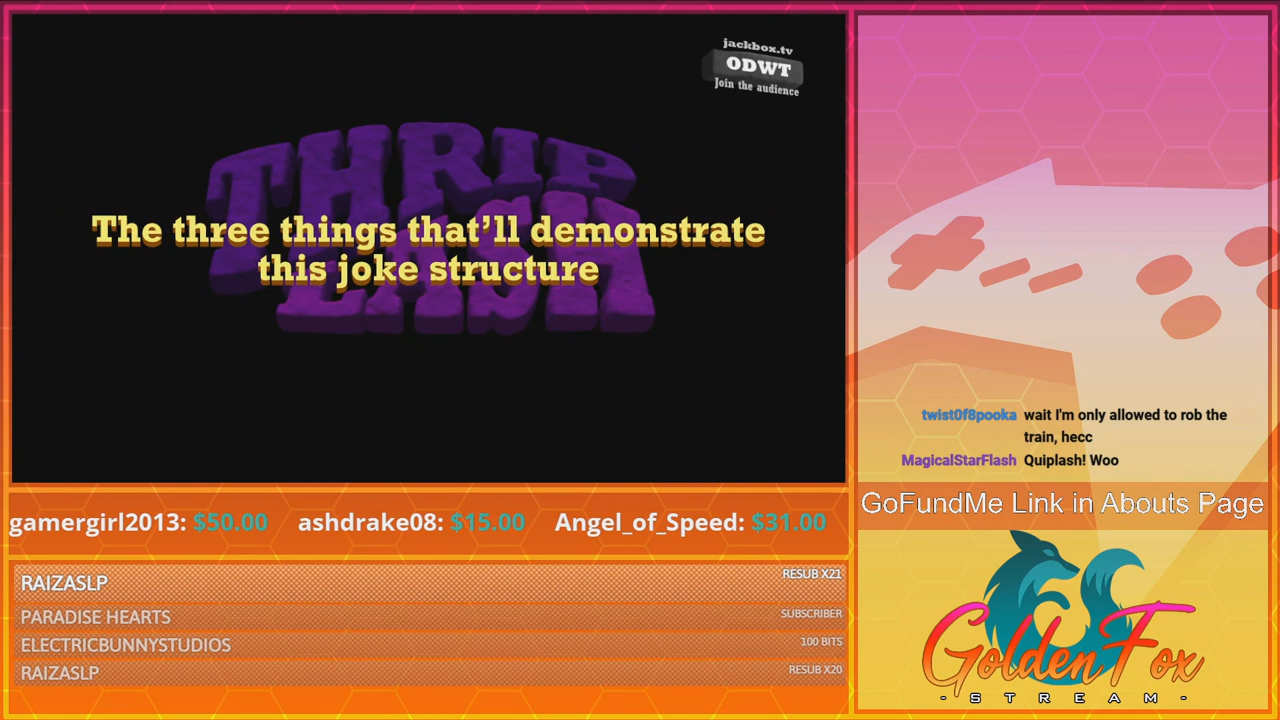 jackbox.tv
ODWT
Join the audience
THRIP
LASH
The three things that'll demonstrate
this joke structure
twist0f8pooka wait I'm only allowed to rob the
train, hecc
MagicalStarFlash Quiplash! Woo
GoFundMe Link in Abouts Page
gamergirl2013: $50.00 ashdrake08: $15.00 Angel_of_Speed: $31.00
RAIZASLP RESUB X21
PARADISE HEARTS SUBSCRIBER
ELECTRICBUNNYSTUDIOS 100 BITS
RAIZASLP RESUB X20
GoldenFox
- STREAM -